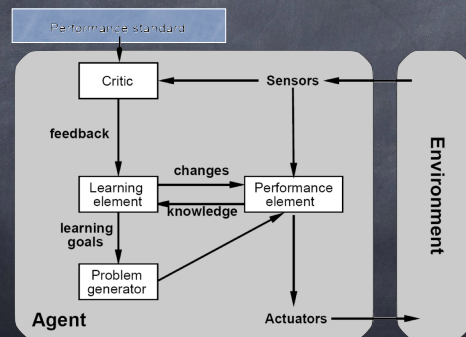 Performance standard
Critic
Sensors
feedback
changes
Learning
element
Performance
element
knowledge
learning
goals
Problem
generator
Agent
Actuators
Environment